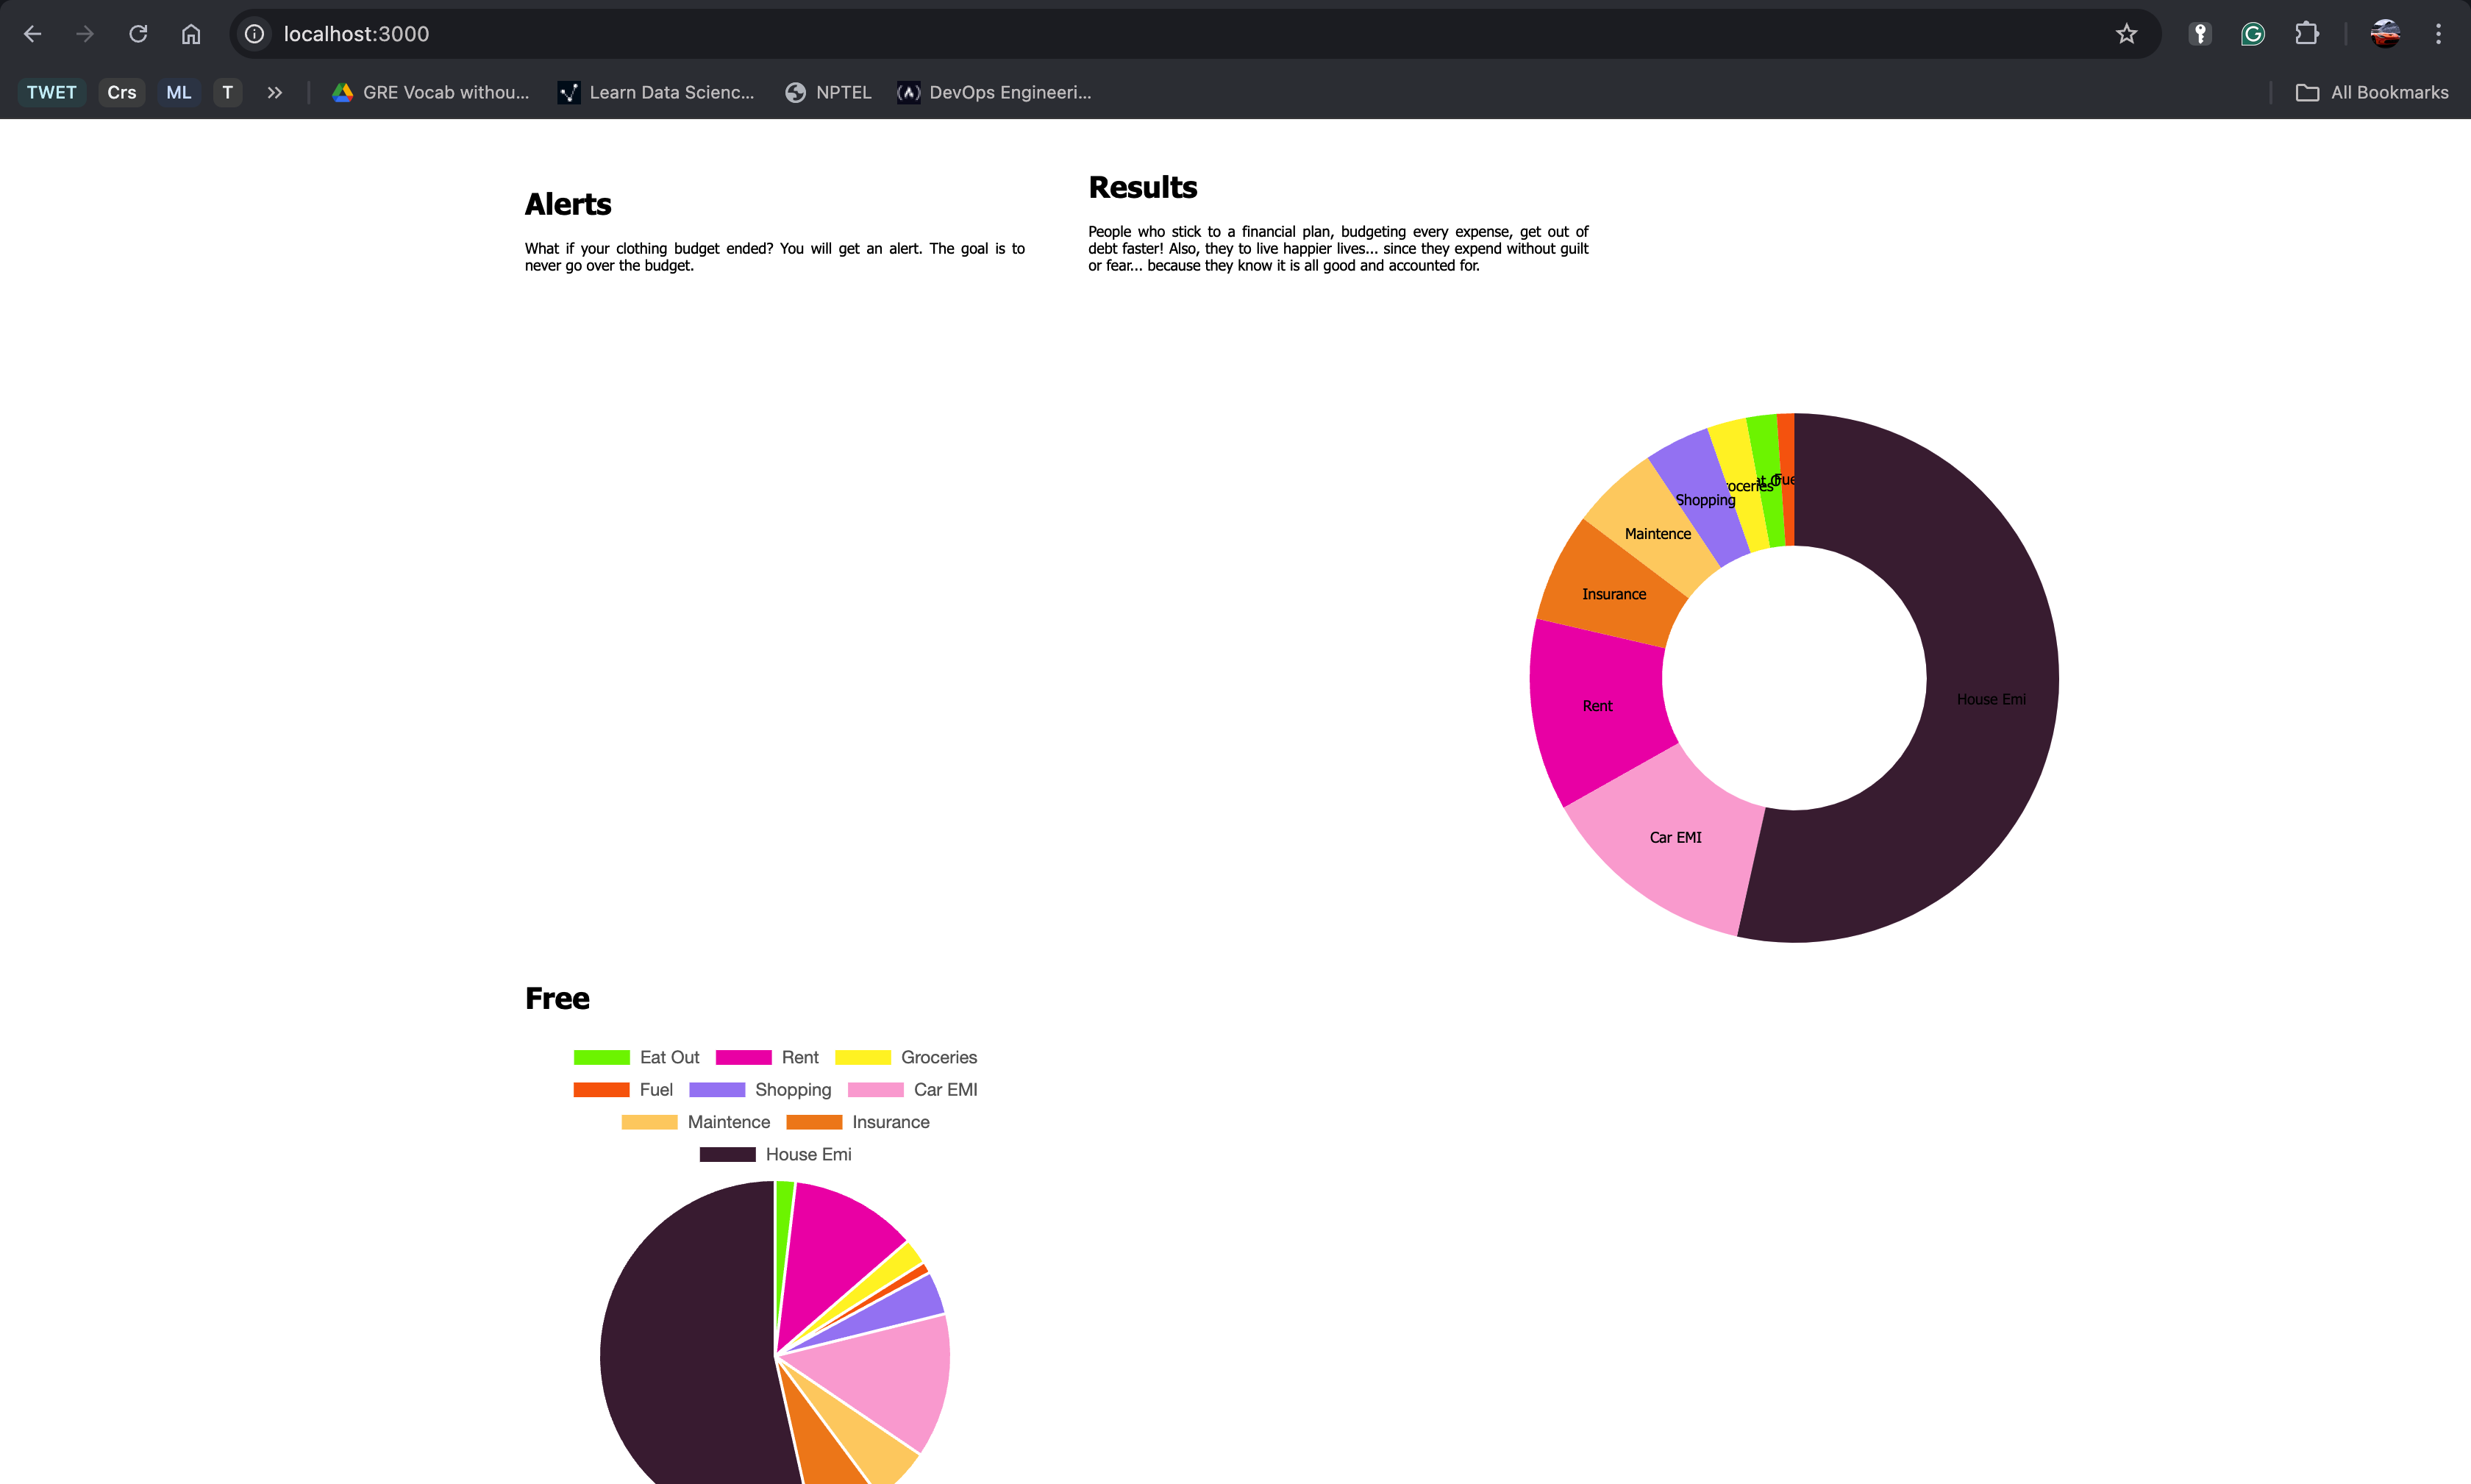 localhost:3000
TWET Crs ML T GRE Vocab withou... Learn Data Scienc... NPTEL DevOps Engineeri... All Bookmarks
Alerts
What if your clothing budget ended? You will get an alert. The goal is to
never go over the budget.
Results
People who stick to a financial plan, budgeting every expense, get out of
debt faster! Also, they to live happier lives... since they expend without guilt
or fear... because they know it is all good and accounted for.
Shopping
Maintence
Insurance
Rent
House Emi
Car EMI
Free
Eat Out Rent Groceries
Fuel Shopping Car EMI
Maintence Insurance
House Emi